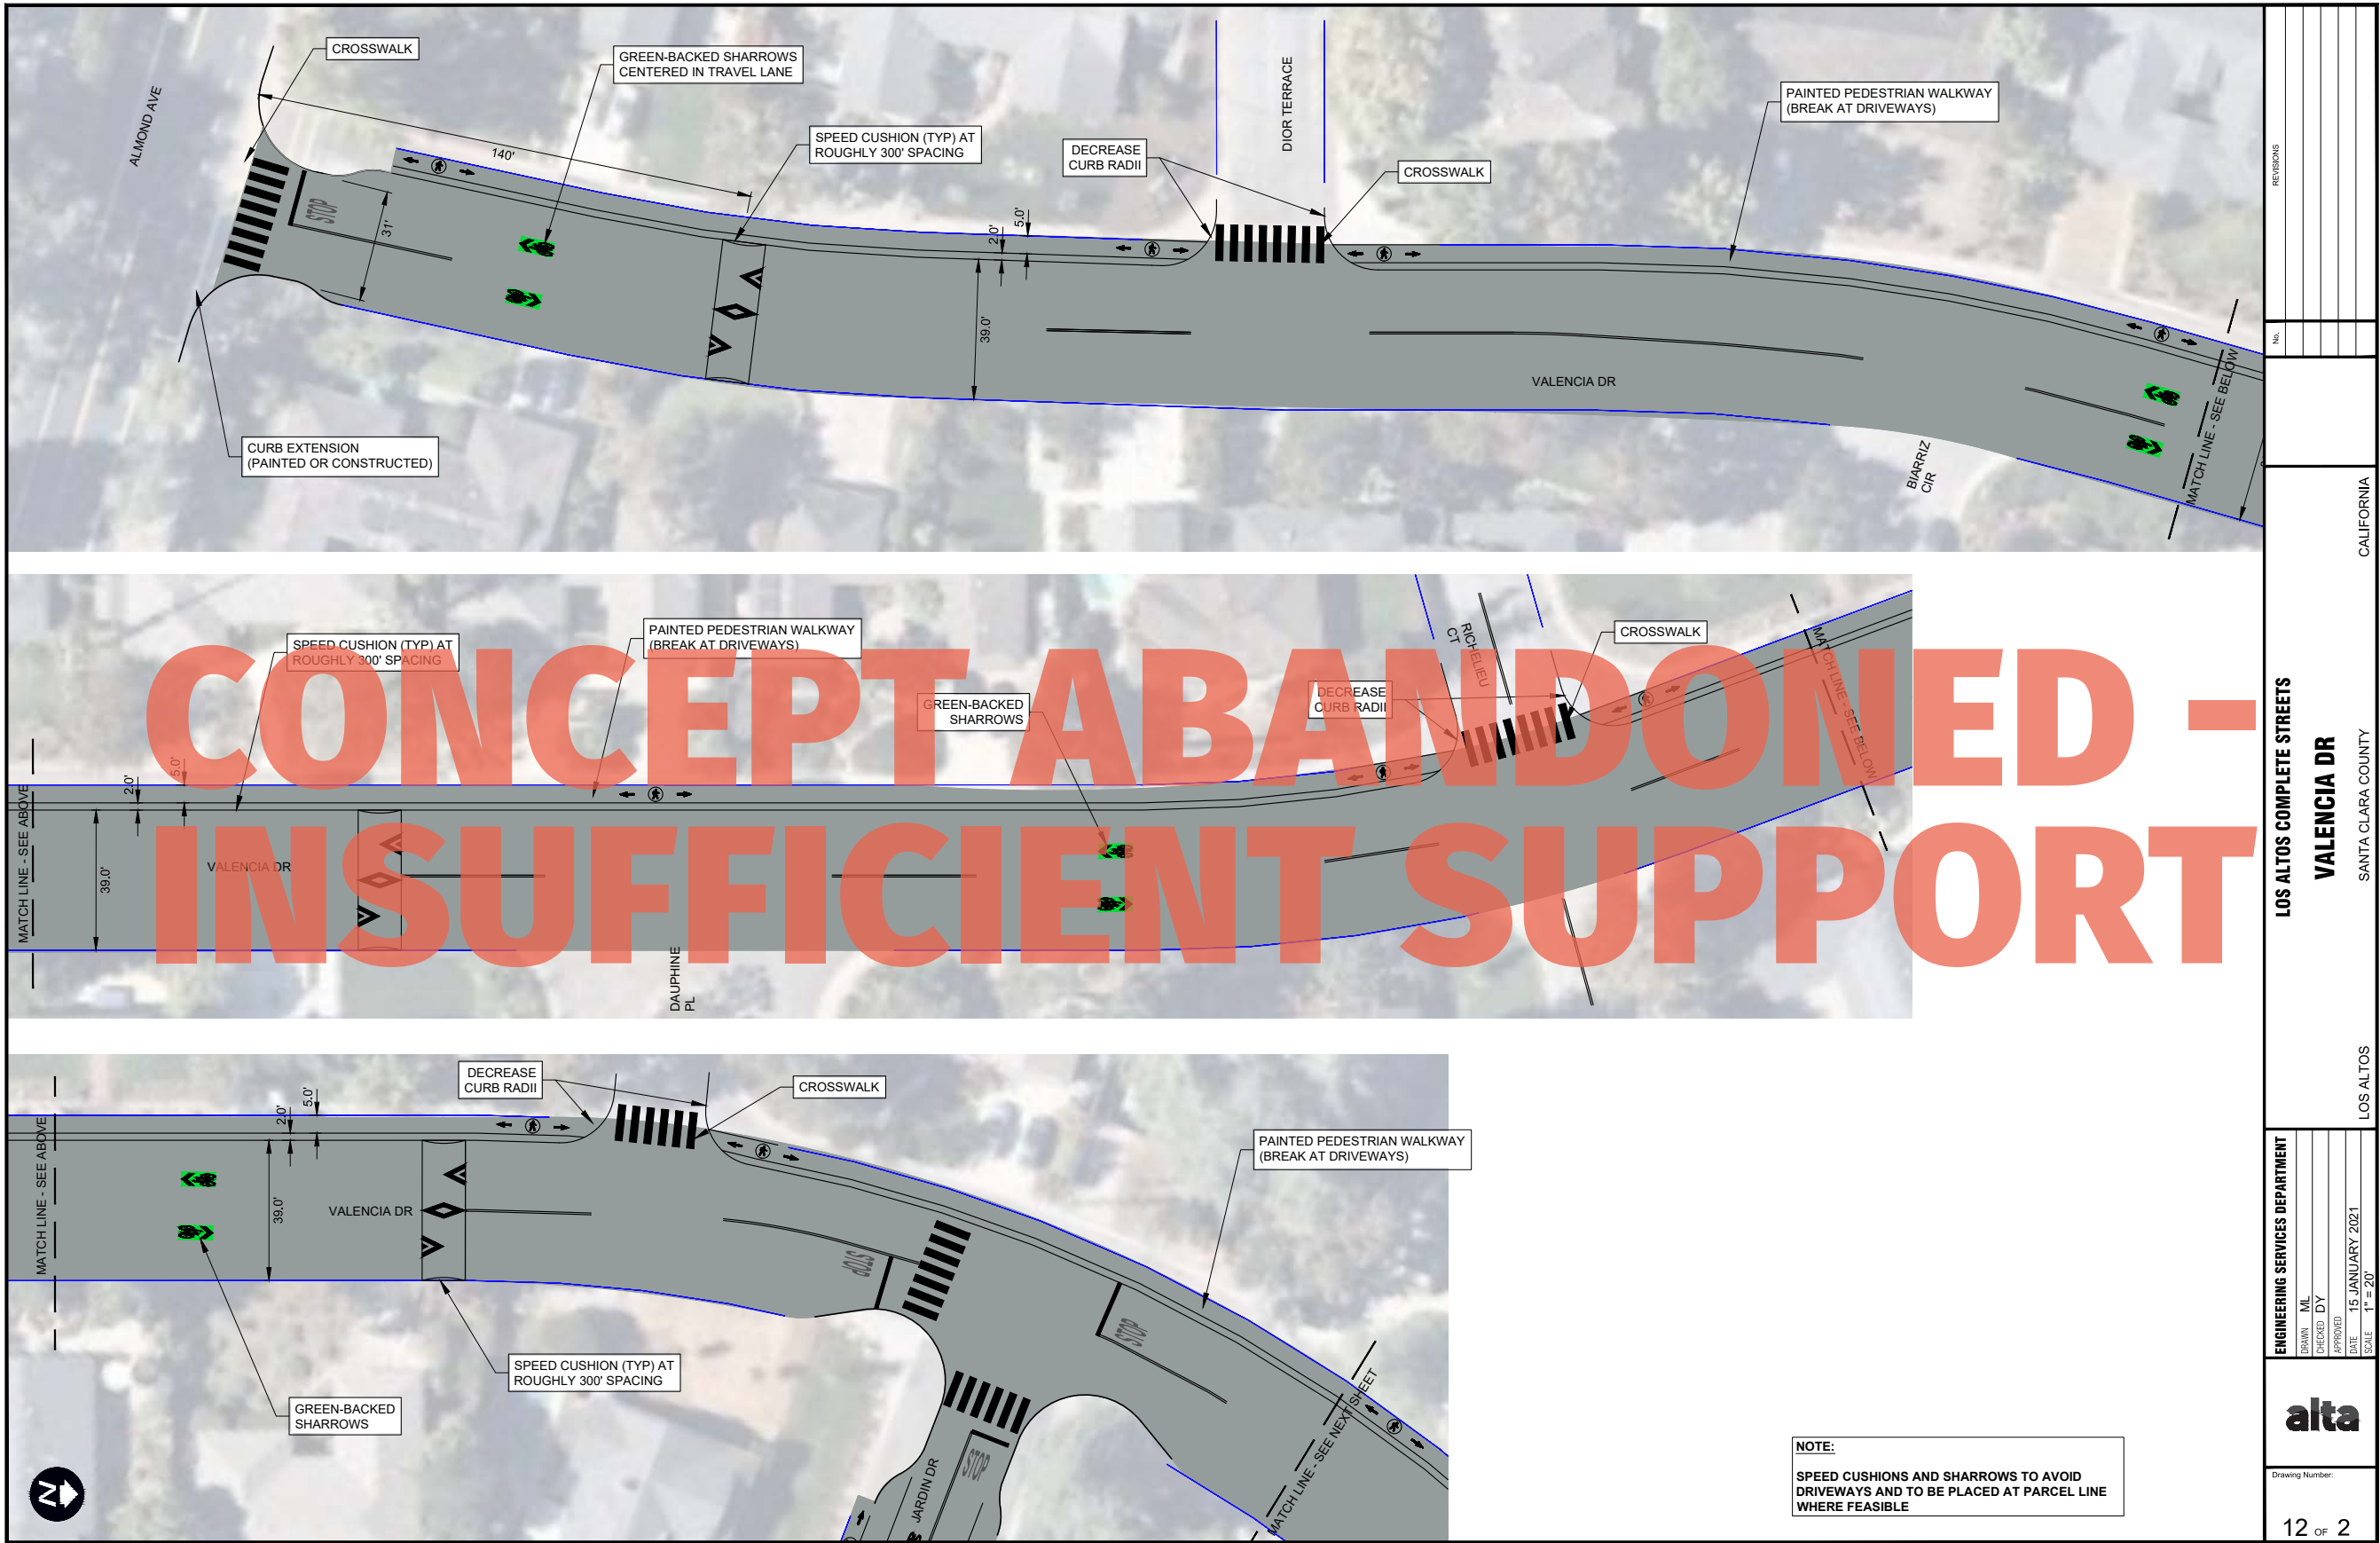 CROSSWALK
GREEN-BACKED SHARROWS
CENTERED IN TRAVEL LANE
ALMOND AVE
140'
SPEED CUSHION (TYP) AT
ROUGHLY 300' SPACING
DIOR TERRACE
DECREASE
CURB RADII
CROSSWALK
PAINTED PEDESTRIAN WALKWAY
(BREAK AT DRIVEWAYS)
STOP
31'
2.0'
5.0'
39.0'
VALENCIA DR
CURB EXTENSION
(PAINTED OR CONSTRUCTED)
BIARRIZ
CIR
MATCH LINE - SEE BELOW
SPEED CUSHION (TYP) AT
ROUGHLY 300' SPACING
PAINTED PEDESTRIAN WALKWAY
(BREAK AT DRIVEWAYS)
GREEN-BACKED
SHARROWS
DECREASE
CURB RADII
RICHELIEU
CT
CROSSWALK
MATCH LINE - SEE BELOW
CONCEPT ABANDONED -
INSUFFICIENT SUPPORT
MATCH LINE - SEE ABOVE
2.0'
5.0'
39.0'
VALENCIA DR
DAUPHINE
PL
DECREASE
CURB RADII
CROSSWALK
MATCH LINE - SEE ABOVE
2.0'
5.0'
39.0'
VALENCIA DR
PAINTED PEDESTRIAN WALKWAY
(BREAK AT DRIVEWAYS)
STOP
STOP
SPEED CUSHION (TYP) AT
ROUGHLY 300' SPACING
GREEN-BACKED
SHARROWS
STOP
JARDIN DR
MATCH LINE - SEE NEXT SHEET
N
NOTE:
SPEED CUSHIONS AND SHARROWS TO AVOID
DRIVEWAYS AND TO BE PLACED AT PARCEL LINE
WHERE FEASIBLE
REVISIONS
No.
LOS ALTOS COMPLETE STREETS
VALENCIA DR
LOS ALTOS SANTA CLARA COUNTY CALIFORNIA
ENGINEERING SERVICES DEPARTMENT
DRAWN ML
CHECKED DY
APPROVED
DATE 15 JANUARY 2021
SCALE 1" = 20'
alta
Drawing Number:
12 OF 2